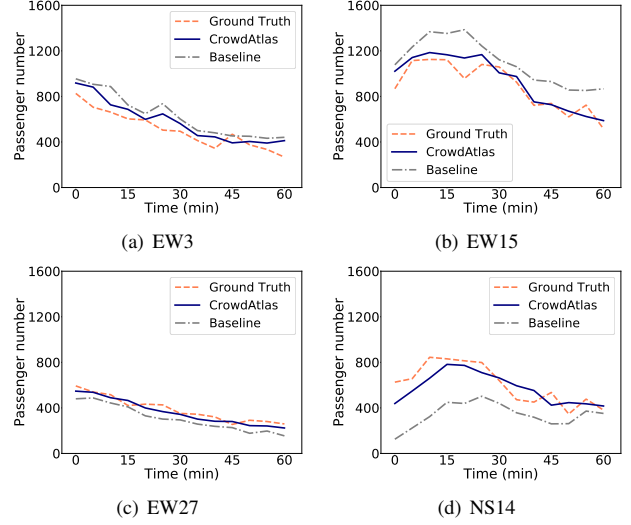 1600
1200
800
400
0
Passenger number
Ground Truth
CrowdAtlas
Baseline
0 15 30 45 60
Time (min)
(a) EW3
1600
1200
800
400
0
Passenger number
Ground Truth
CrowdAtlas
Baseline
0 15 30 45 60
Time (min)
(b) EW15
1600
1200
800
400
0
Passenger number
Ground Truth
CrowdAtlas
Baseline
0 15 30 45 60
Time (min)
(c) EW27
1600
1200
800
400
0
Passenger number
Ground Truth
CrowdAtlas
Baseline
0 15 30 45 60
Time (min)
(d) NS14